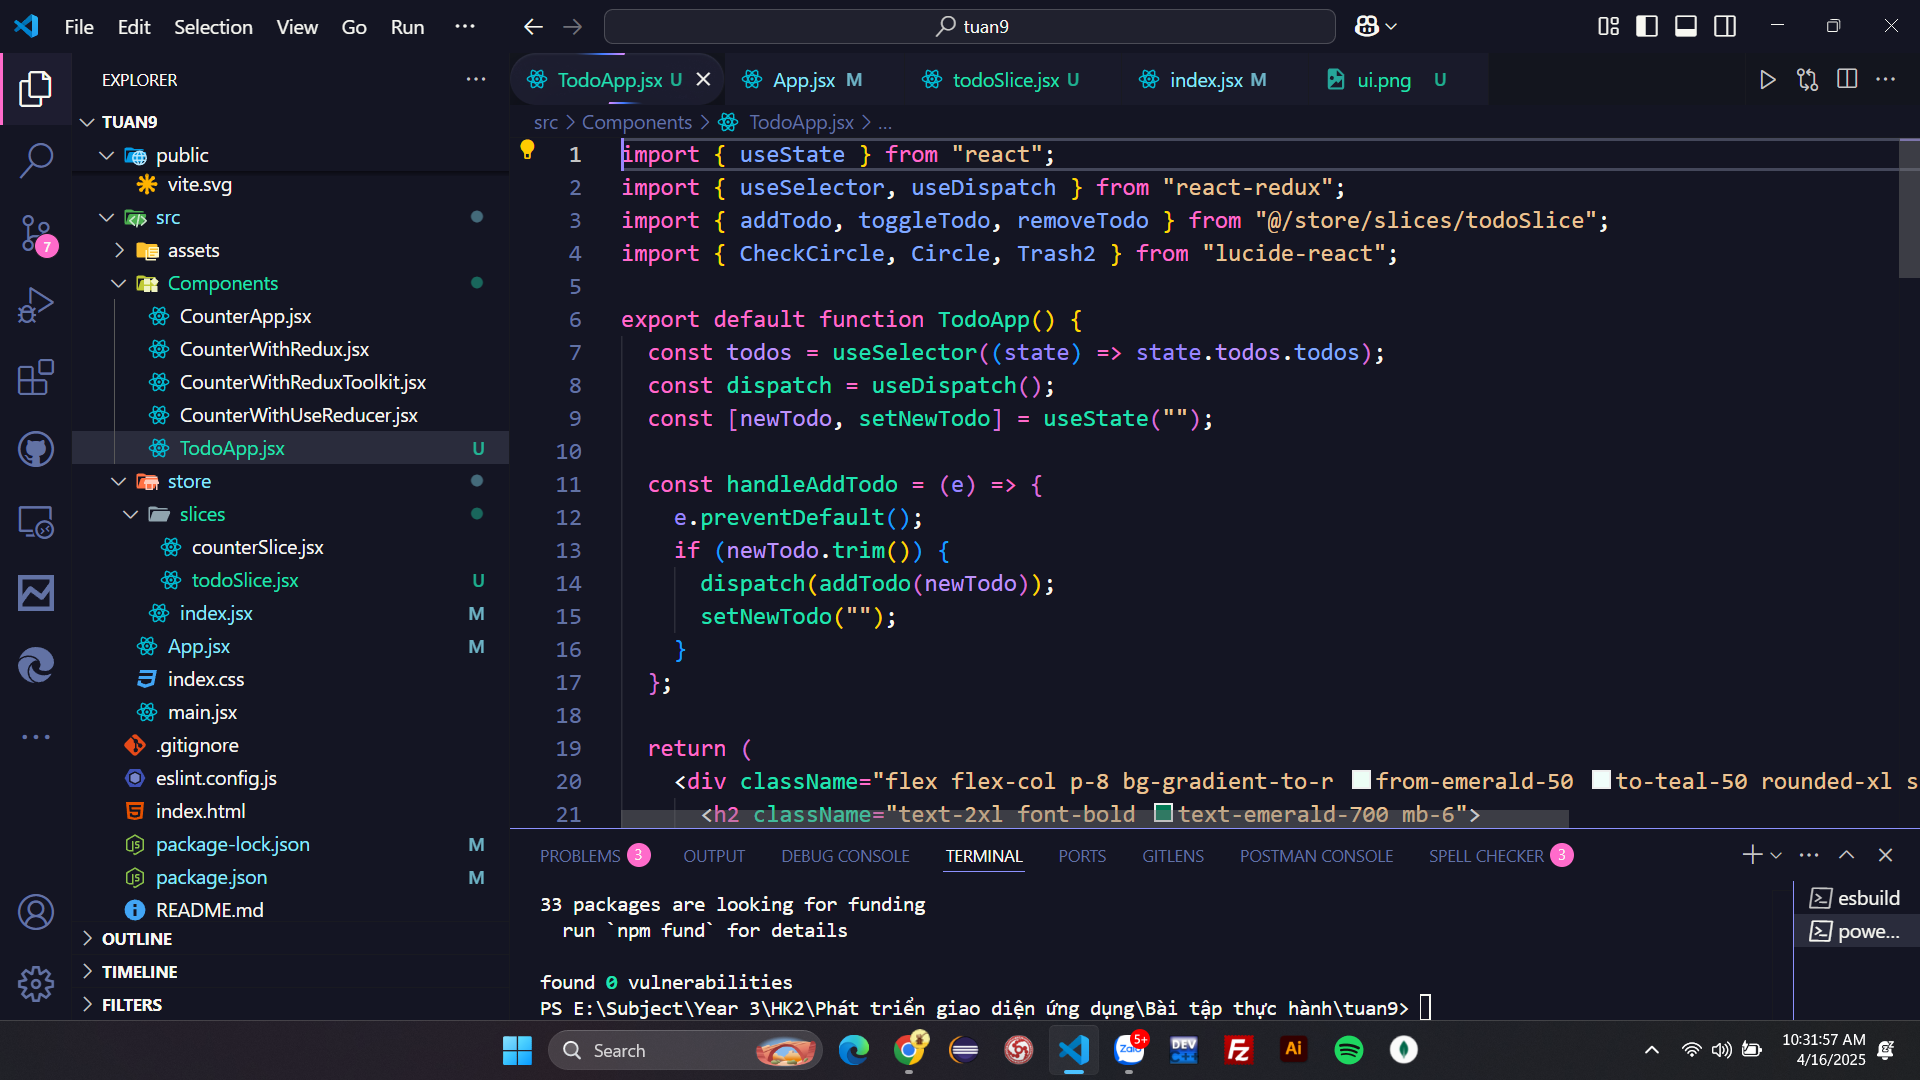 File Edit Selection View Go Run
tuan9
EXPLORER
TUAN9
public
vite.svg
src
assets
Components
CounterApp.jsx
CounterWithRedux.jsx
CounterWithReduxToolkit.jsx
CounterWithUseReducer.jsx
TodoApp.jsx U
store
slices
counterSlice.jsx
todoSlice.jsx U
index.jsx M
App.jsx M
index.css
main.jsx
.gitignore
eslint.config.js
index.html
package-lock.json M
package.json M
README.md
OUTLINE
TIMELINE
FILTERS
7
TodoApp.jsx U App.jsx M todoSlice.jsx U index.jsx M ui.png U
src > Components > TodoApp.jsx > ...
1 import { useState } from "react";
2 import { useSelector, useDispatch } from "react-redux";
3 import { addTodo, toggleTodo, removeTodo } from "@/store/slices/todoSlice";
4 import { CheckCircle, Circle, Trash2 } from "lucide-react";
5
6 export default function TodoApp() {
7 const todos = useSelector((state) => state.todos.todos);
8 const dispatch = useDispatch();
9 const [newTodo, setNewTodo] = useState("");
10
11 const handleAddTodo = (e) => {
12 e.preventDefault();
13 if (newTodo.trim()) {
14 dispatch(addTodo(newTodo));
15 setNewTodo("");
16 }
17 };
18
19 return (
20 <div className="flex flex-col p-8 bg-gradient-to-r from-emerald-50 to-teal-50 rounded-xl s
21 <h2 className="text-2xl font-bold text-emerald-700 mb-6">
PROBLEMS 3 OUTPUT DEBUG CONSOLE TERMINAL PORTS GITLENS POSTMAN CONSOLE SPELL CHECKER 3
33 packages are looking for funding
run `npm fund` for details
found 0 vulnerabilities
PS E:\Subject\Year 3\HK2\Phát triển giao diện ứng dụng\Bài tập thực hành\tuan9>
esbuild
powe...
Search
Zalo
5+
DEV
Fz
Ai
10:31:57 AM
4/16/2025